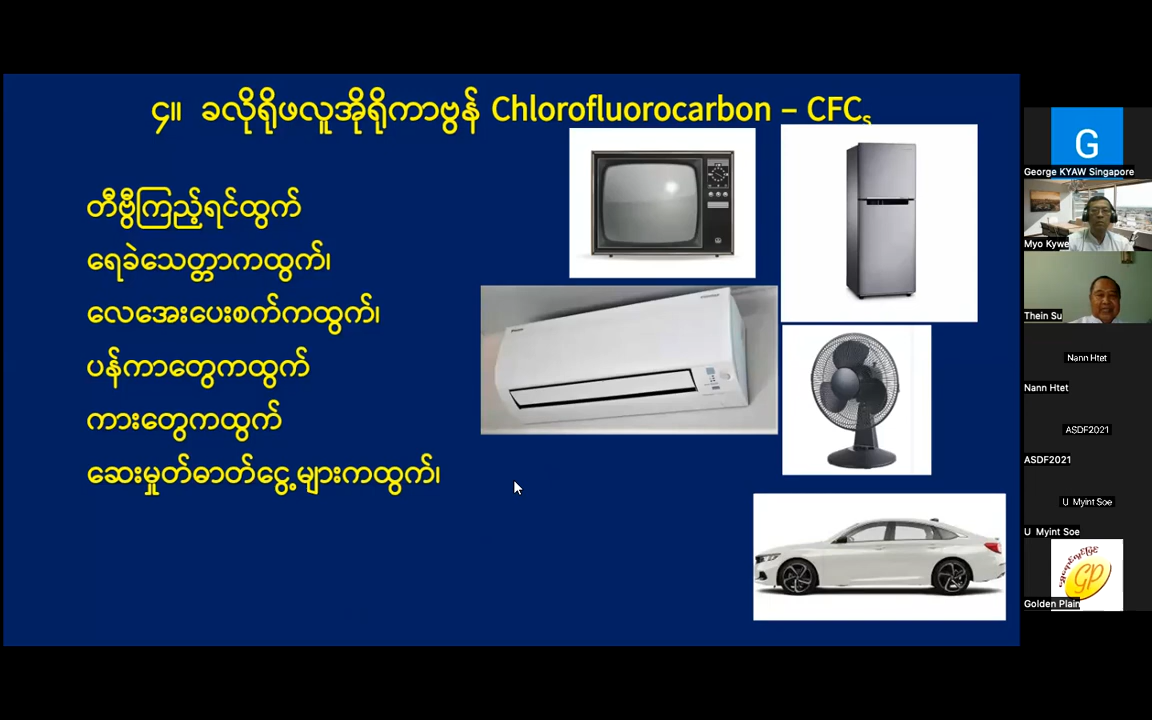 ၄။ ခလိုရိုဖလူအိုရိုကာဗွန် Chlorofluorocarbon – CFCs
တီဗွီကြည့်ရင်ထွက်
ရေခဲသေတ္တာကထွက်၊
လေအေးပေးစက်ကထွက်၊
ပန်ကာတွေကထွက်
ကားတွေကထွက်
ဆေးမှုတ်ဓာတ်ငွေ့များကထွက်၊
G
George KYAW Singapore
Myo Kywe
Thein Su
Nann Htet
Nann Htet
ASDF2021
ASDF2021
U Myint Soe
U Myint Soe
GP
Golden Plain